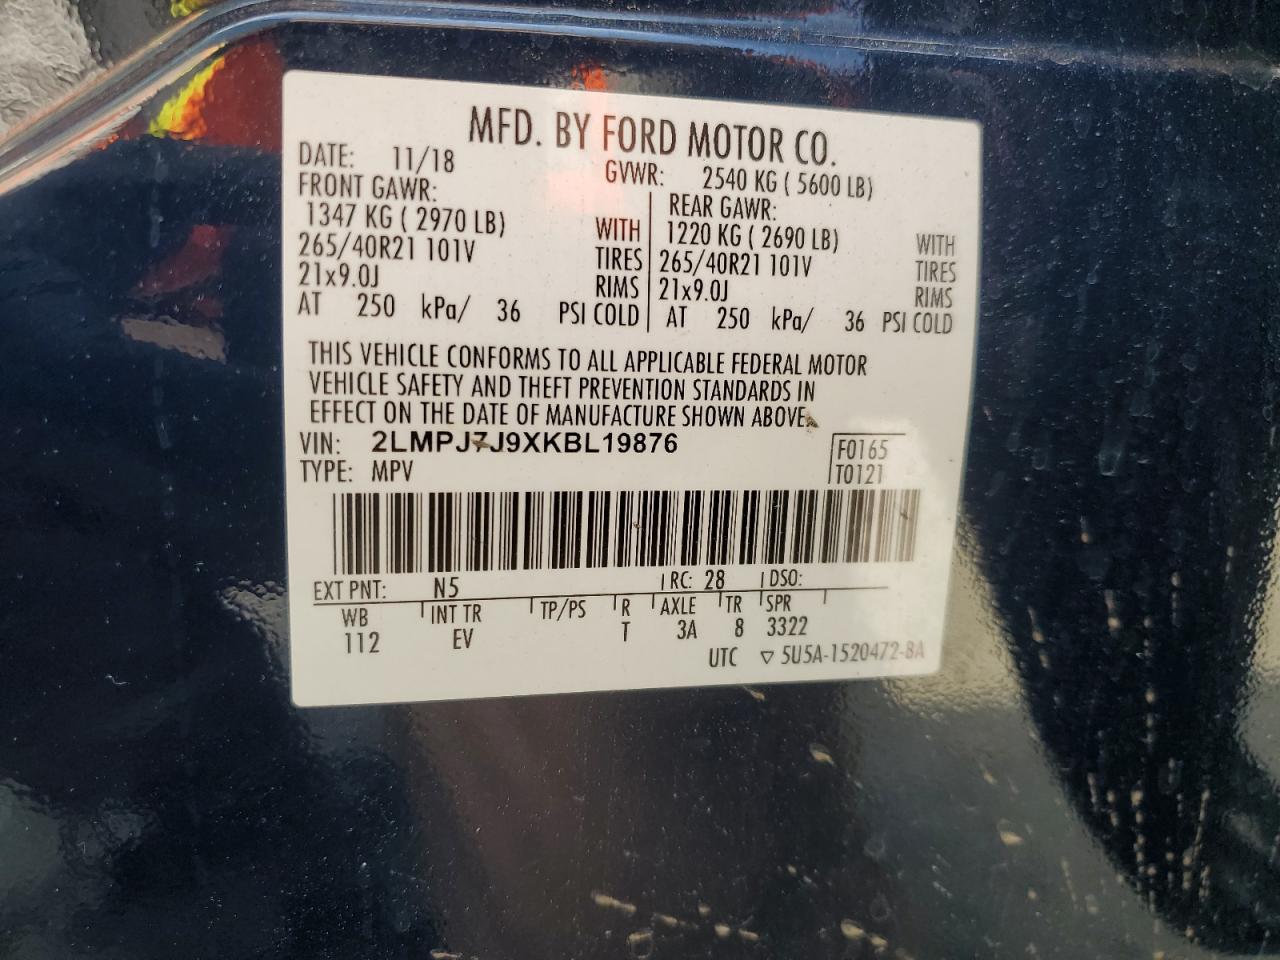 MFD. BY FORD MOTOR CO.
DATE: 11/18 GVWR: 2540 KG ( 5600 LB)
FRONT GAWR: REAR GAWR:
1347 KG ( 2970 LB) WITH 1220 KG ( 2690 LB) WITH
265/40R21 101V TIRES 265/40R21 101V TIRES
21x9.0J RIMS 21x9.0J RIMS
AT 250 kPa/ 36 PSI COLD AT 250 kPa/ 36 PSI COLD
THIS VEHICLE CONFORMS TO ALL APPLICABLE FEDERAL MOTOR
VEHICLE SAFETY AND THEFT PREVENTION STANDARDS IN
EFFECT ON THE DATE OF MANUFACTURE SHOWN ABOVE.
VIN: 2LMPJ7J9XKBL19876 F0165
TYPE: MPV T0121
EXT PNT: N5 RC: 28 DSO:
WB INT TR TP/PS R AXLE TR SPR
112 EV T 3A 8 3322
UTC ▽ 5U5A-1520472-BA